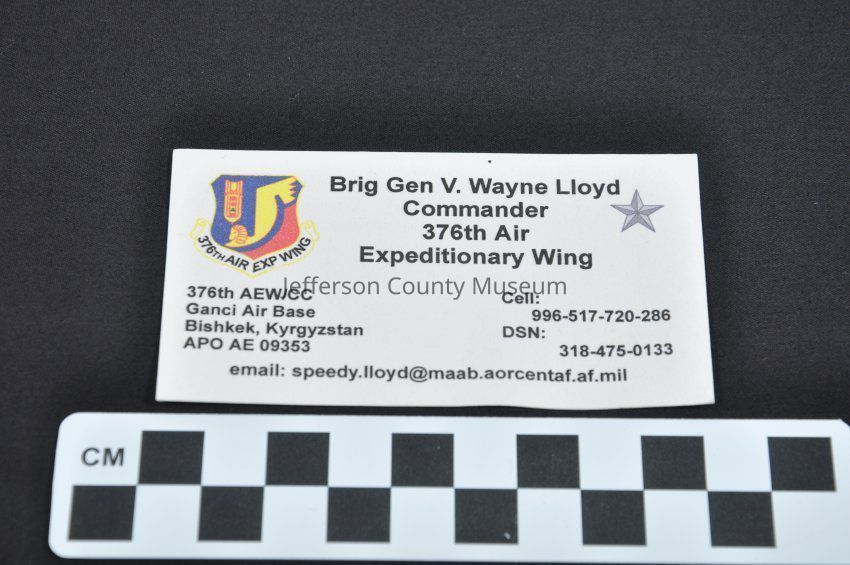 Brig Gen V. Wayne Lloyd
Commander
376th Air
Expeditionary Wing
376TH AIR EXP WING
Jefferson County Museum
376th AEW/CC
Ganci Air Base
Bishkek, Kyrgyzstan
APO AE 09353
Cell:
996-517-720-286
DSN:
318-475-0133
email: speedy.lloyd@maab.aorcentaf.af.mil
CM